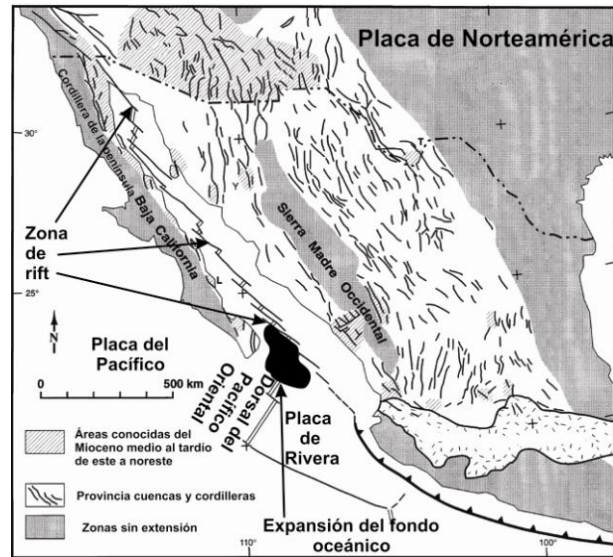 110°
100°
Placa de Norteamérica
30°
Cordillera de la península Baja California
Sierra Madre Occidental
Zona
de
rift
25°
N
Placa del
Pacífico
0
500 km
Dorsal del
Pacífico
Oriental
Placa
de
Rivera
Áreas conocidas del
Mioceno medio al tardío
de este a noreste
Provincia cuencas y cordilleras
Zonas sin extensión
Expansión del fondo
oceánico
110°
100°